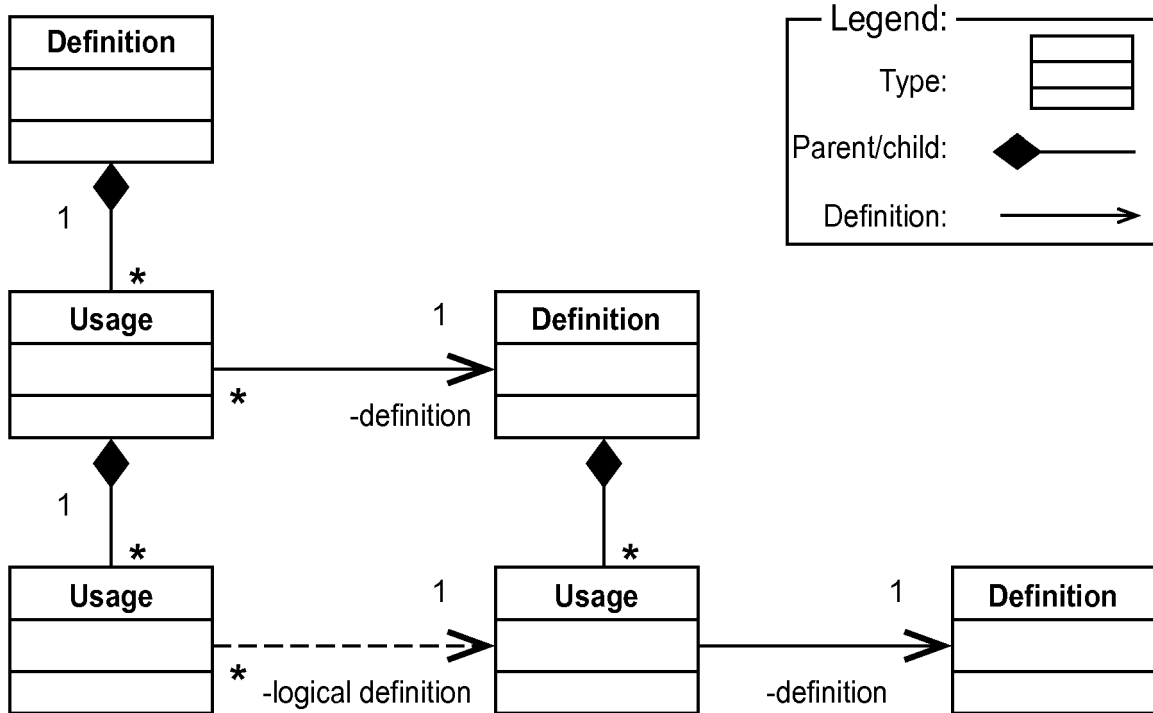 Definition
Legend:
Type:
Parent/child:
Definition:
1
*
Usage
1
Definition
*
-definition
1
*
*
Usage
1
Usage
1
Definition
*
-logical definition
-definition